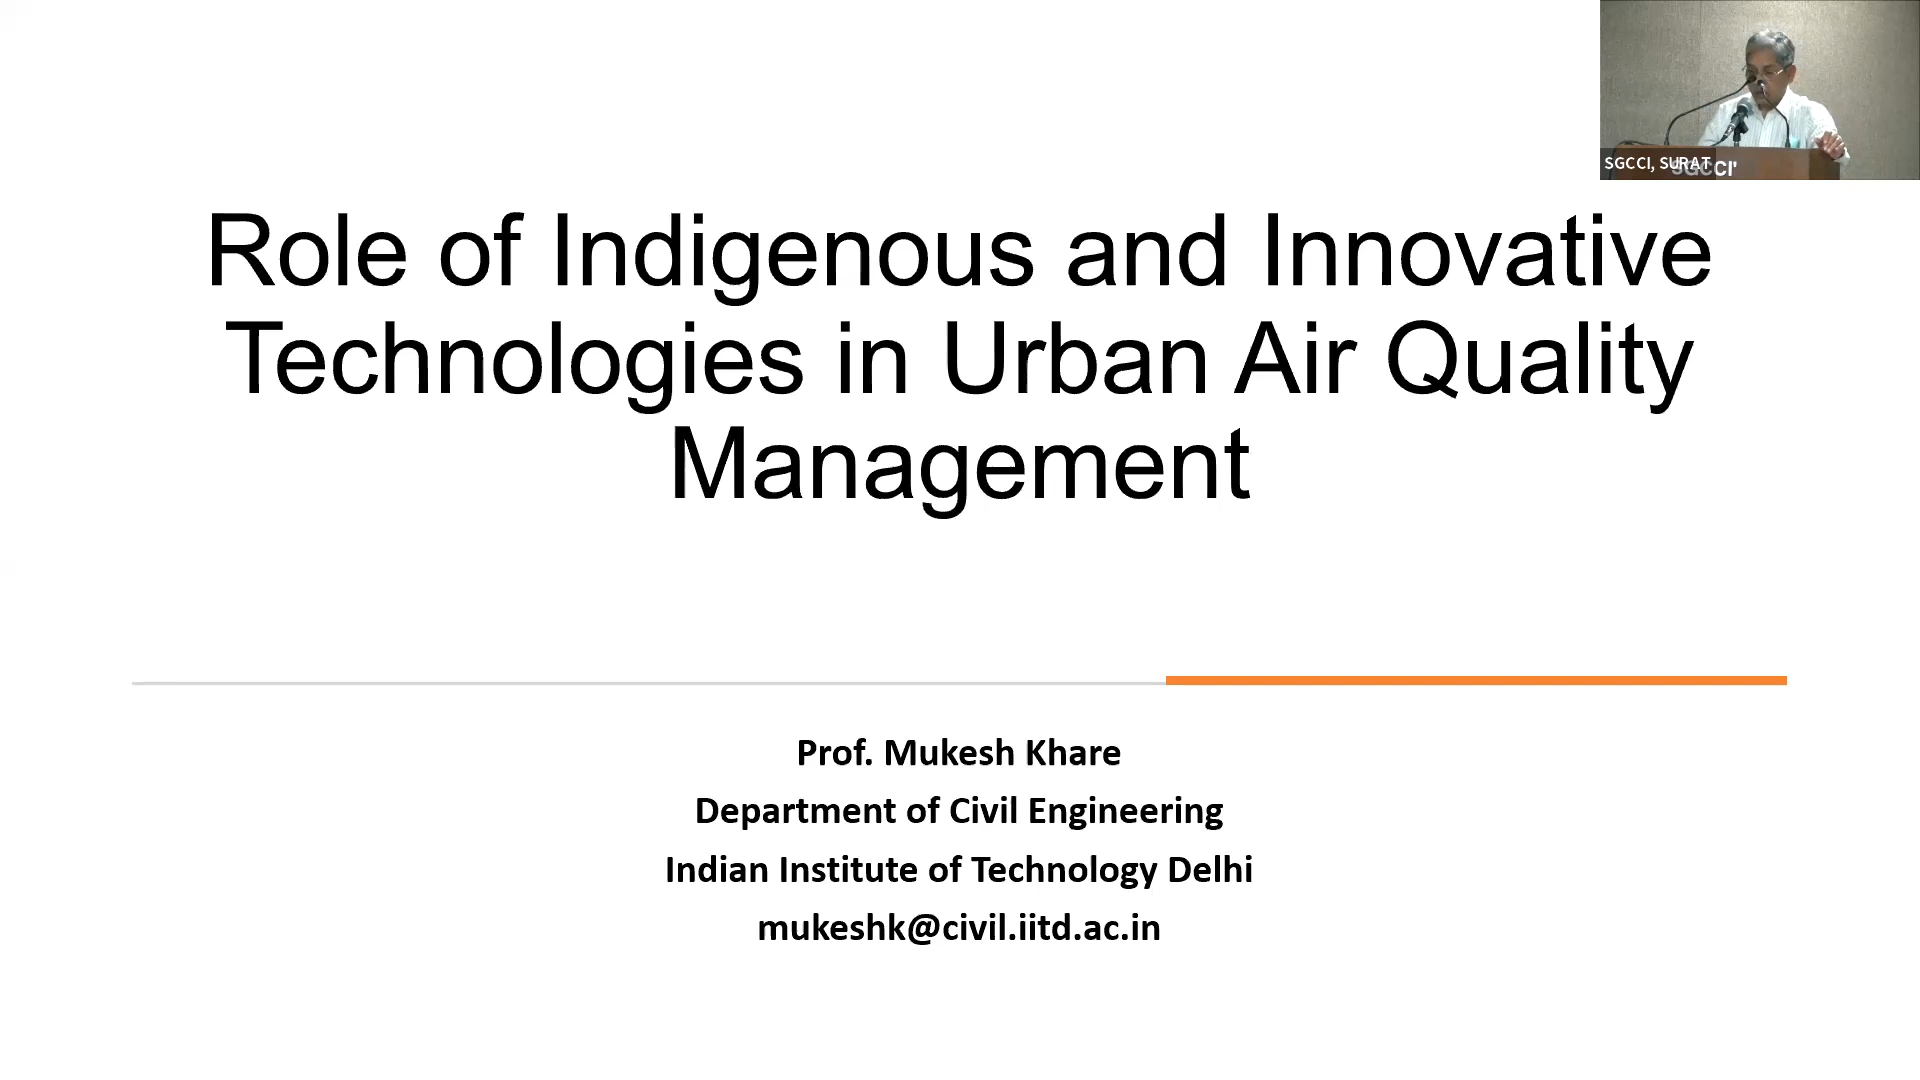 SGCCI, SURAT
SGCCI'
Role of Indigenous and Innovative
Technologies in Urban Air Quality
Management
Prof. Mukesh Khare
Department of Civil Engineering
Indian Institute of Technology Delhi
mukeshk@civil.iitd.ac.in